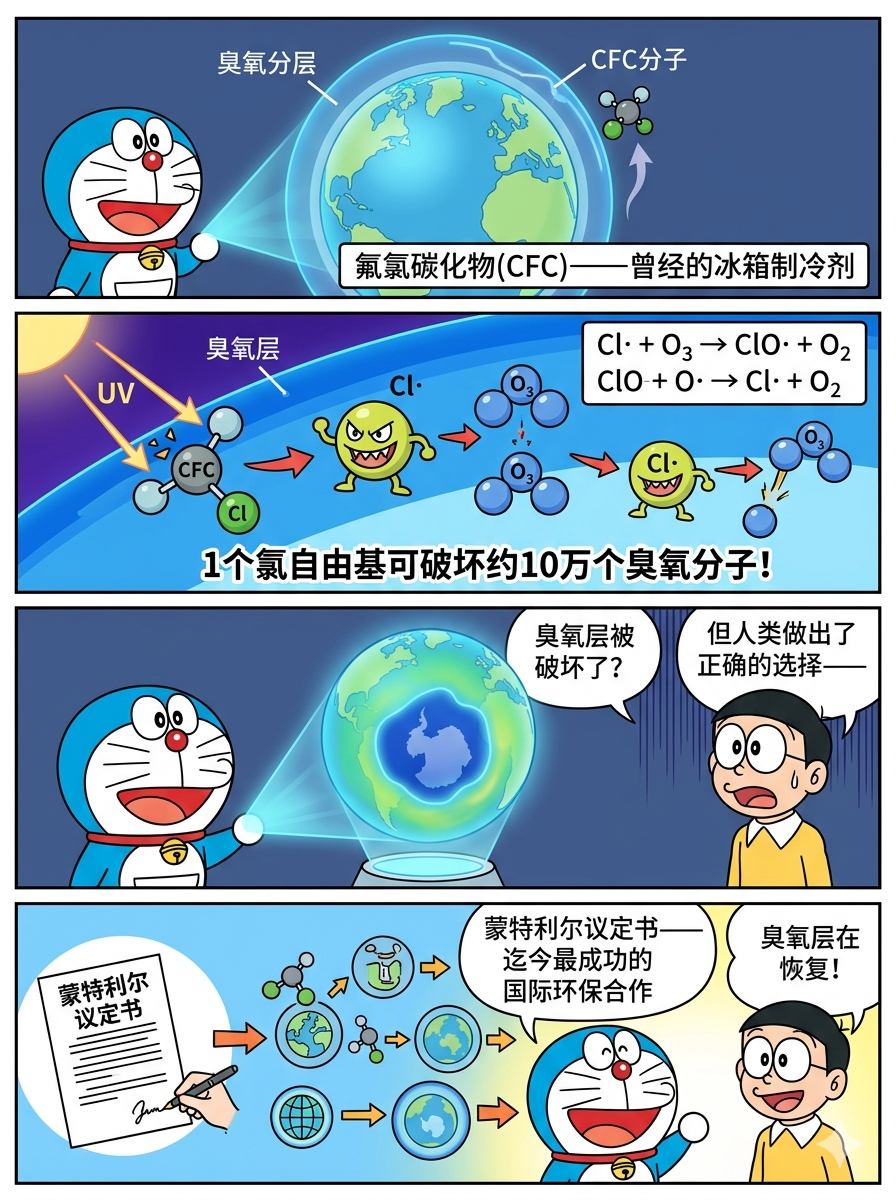 臭氧分层
CFC分子
氟氯碳化物(CFC)——曾经的冰箱制冷剂
UV
臭氧层
Cl· + O₃ → ClO· + O₂
ClO·+ O· → Cl· + O₂
CFC
Cl
Cl·
O₃
O₃
Cl·
O₃
1个氯自由基可破坏约10万个臭氧分子！
臭氧层被
破坏了？
但人类做出了
正确的选择——
蒙特利尔
议定书
蒙特利尔议定书——
迄今最成功的
国际环保合作
臭氧层在
恢复！